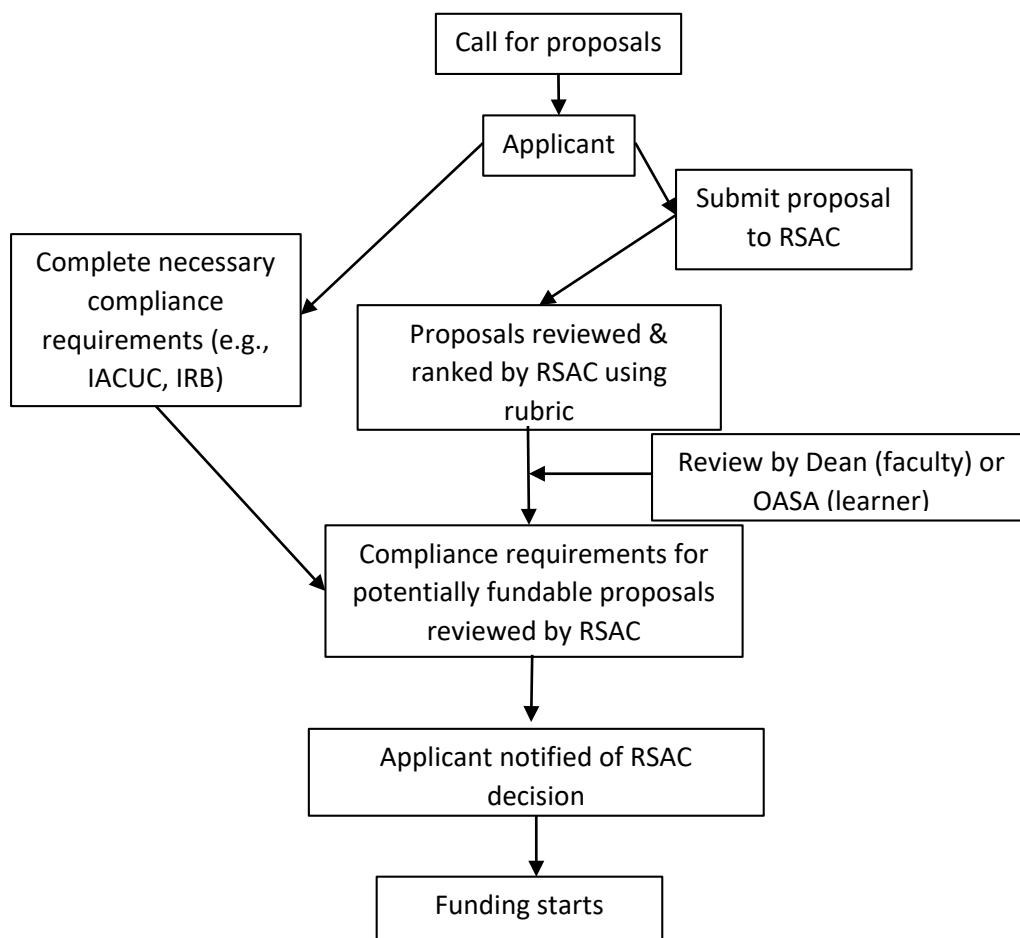 Call for proposals
Applicant
Submit proposal
to RSAC
Complete necessary
compliance
requirements (e.g.,
IACUC, IRB)
Proposals reviewed &
ranked by RSAC using
rubric
Review by Dean (faculty) or
OASA (learner)
Compliance requirements for
potentially fundable proposals
reviewed by RSAC
Applicant notified of RSAC
decision
Funding starts